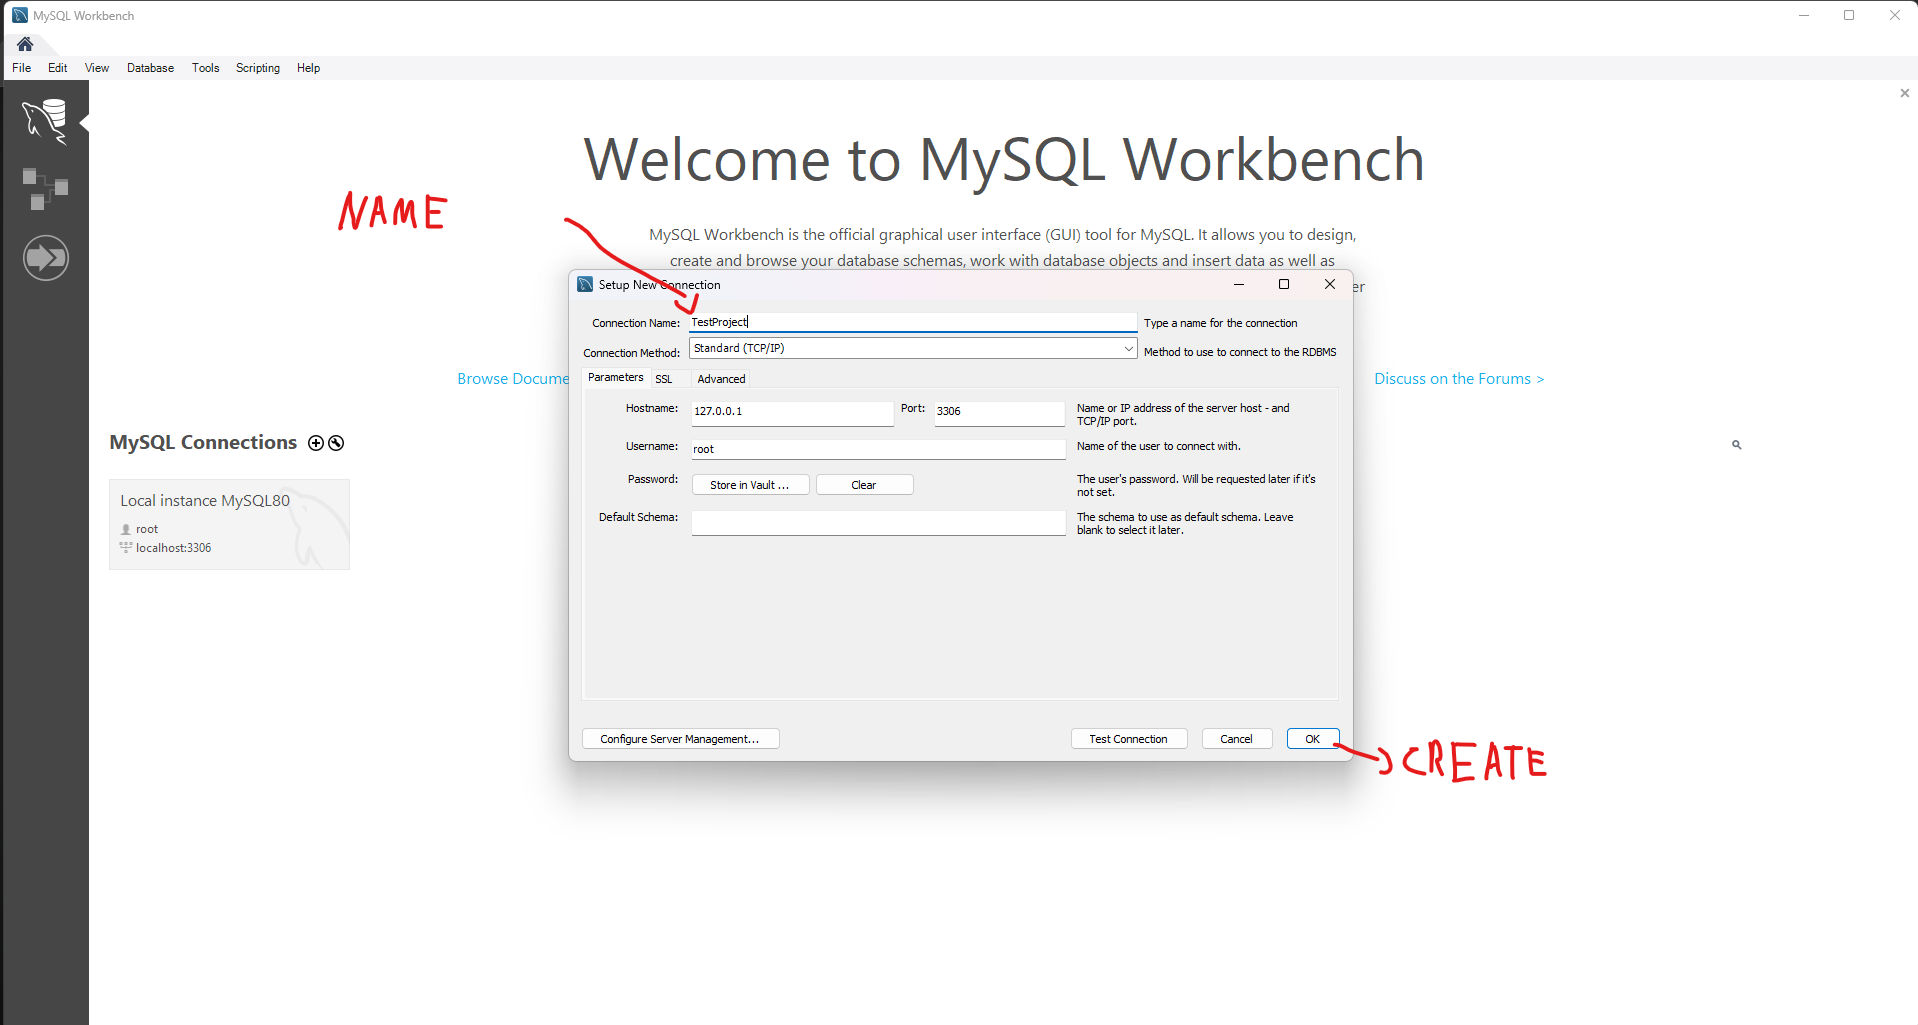 MySQL Workbench
File Edit View Database Tools Scripting Help
Welcome to MySQL Workbench
NAME
MySQL Workbench is the official graphical user interface (GUI) tool for MySQL. It allows you to design,
create and browse your database schemas, work with database objects and insert data as well as
er
Setup New Connection
Connection Name: TestProject Type a name for the connection
Connection Method: Standard (TCP/IP) Method to use to connect to the RDBMS
Browse Docume
Discuss on the Forums >
Parameters SSL Advanced
Hostname: 127.0.0.1 Port: 3306 Name or IP address of the server host - and
TCP/IP port.
Username: root Name of the user to connect with.
Password: Store in Vault ... Clear The user's password. Will be requested later if it's
not set.
Default Schema: The schema to use as default schema. Leave
blank to select it later.
MySQL Connections
Local instance MySQL80
root
localhost:3306
Configure Server Management... Test Connection Cancel OK
CREATE